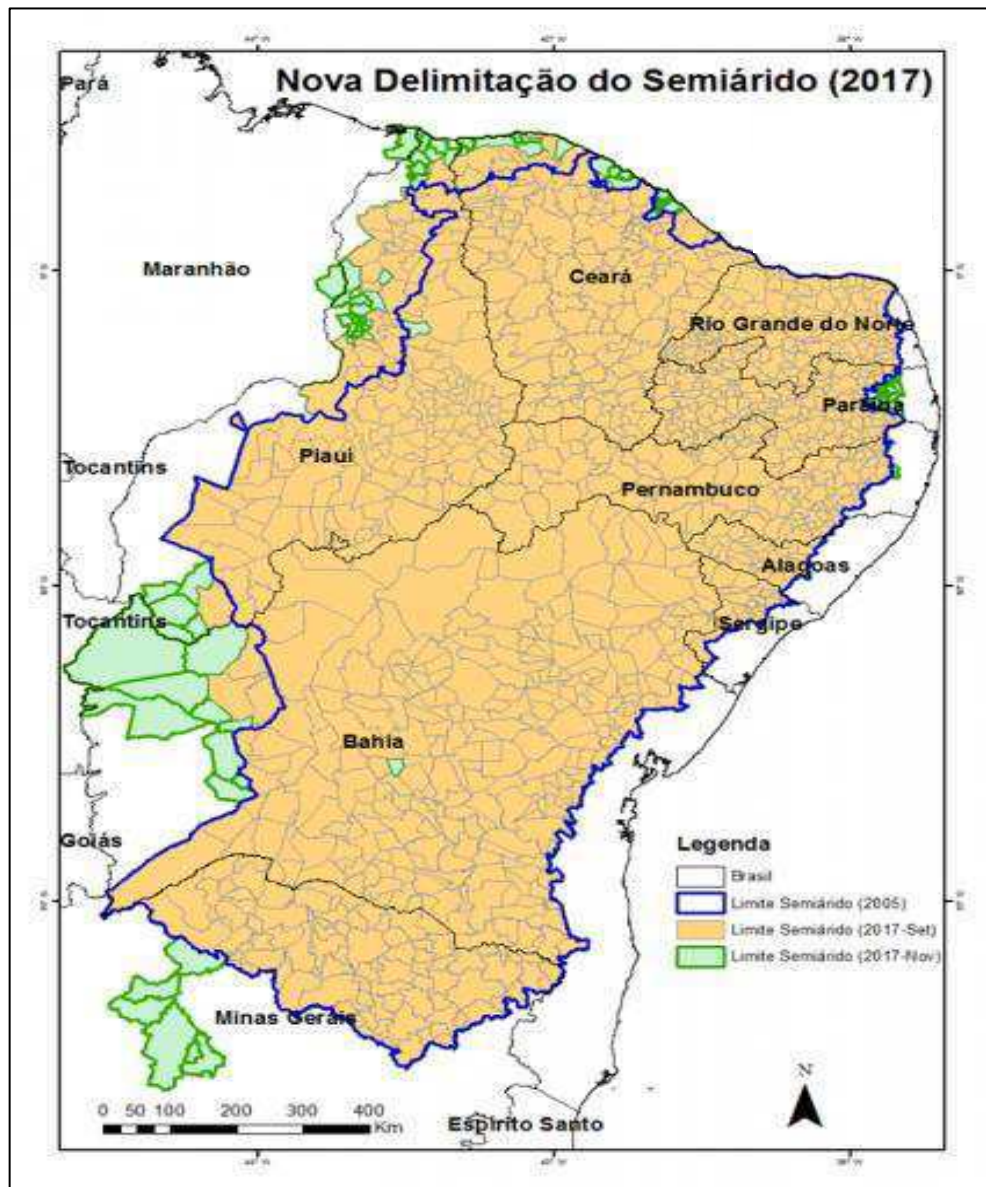 Nova Delimitação do Semiárido (2017)
Pará
Maranhão
Ceará
Rio Grande do Norte
Paraíba
Piauí
Tocantins
Pernambuco
Alagoas
Tocantins
Sergipe
Bahia
Goiás
Legenda
Brasil
Limite Semiárido (2005)
Limite Semiárido (2017-Set)
Limite Semiárido (2017-Nov)
Minas Gerais
N
0 50 100 200 300 400
Km
Espírito Santo